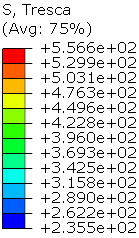 S, Tresca
(Avg: 75%)
+5.566e+02
+5.299e+02
+5.031e+02
+4.763e+02
+4.496e+02
+4.228e+02
+3.960e+02
+3.693e+02
+3.425e+02
+3.158e+02
+2.890e+02
+2.622e+02
+2.355e+02